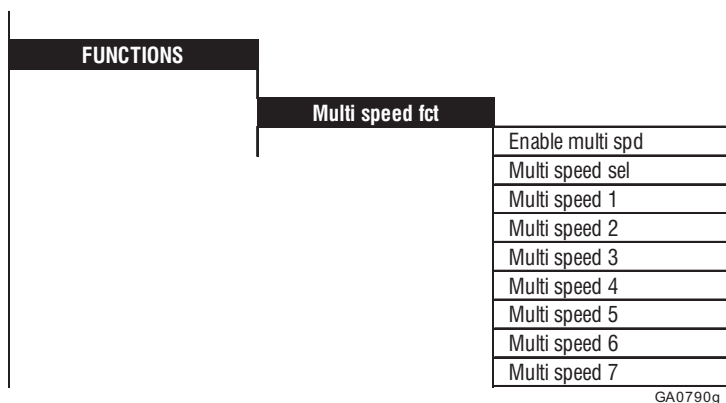 FUNCTIONS
Multi speed fct
Enable multi spd
Multi speed sel
Multi speed 1
Multi speed 2
Multi speed 3
Multi speed 4
Multi speed 5
Multi speed 6
Multi speed 7
GA0790g